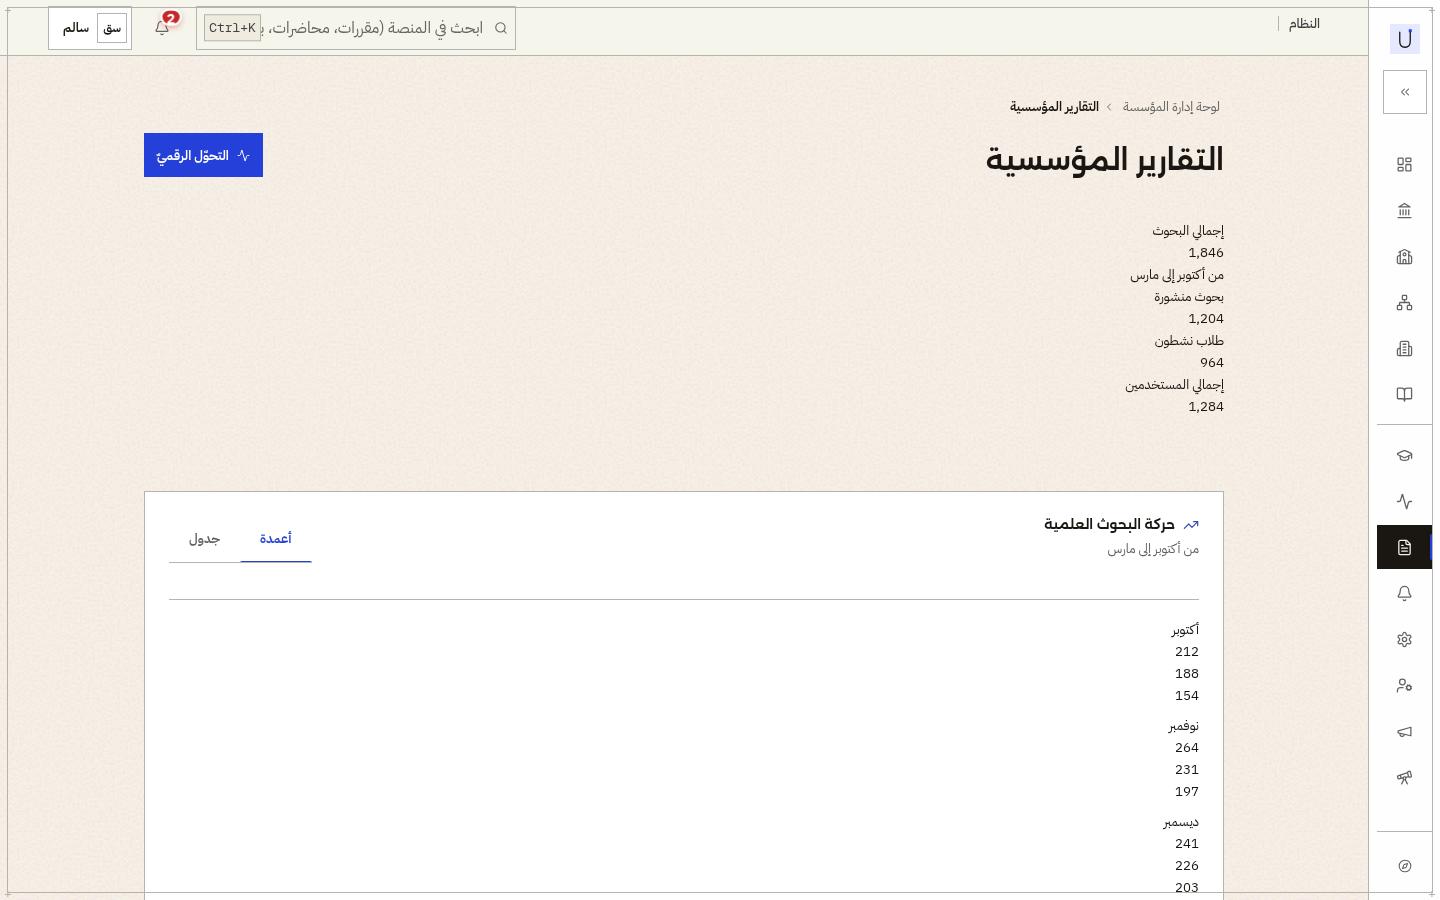 النظام
ابحث في المنصة (مقررات، محاضرات، ب
Ctrl+K
2
سق
سالم
لوحة إدارة المؤسسة
التقارير المؤسسية
التقارير المؤسسية
التحوّل الرقميّ
إجمالي البحوث
1,846
من أكتوبر إلى مارس
بحوث منشورة
1,204
طلاب نشطون
964
إجمالي المستخدمين
1,284
حركة البحوث العلمية
من أكتوبر إلى مارس
أعمدة
جدول
أكتوبر
212
188
154
نوفمبر
264
231
197
ديسمبر
241
226
203